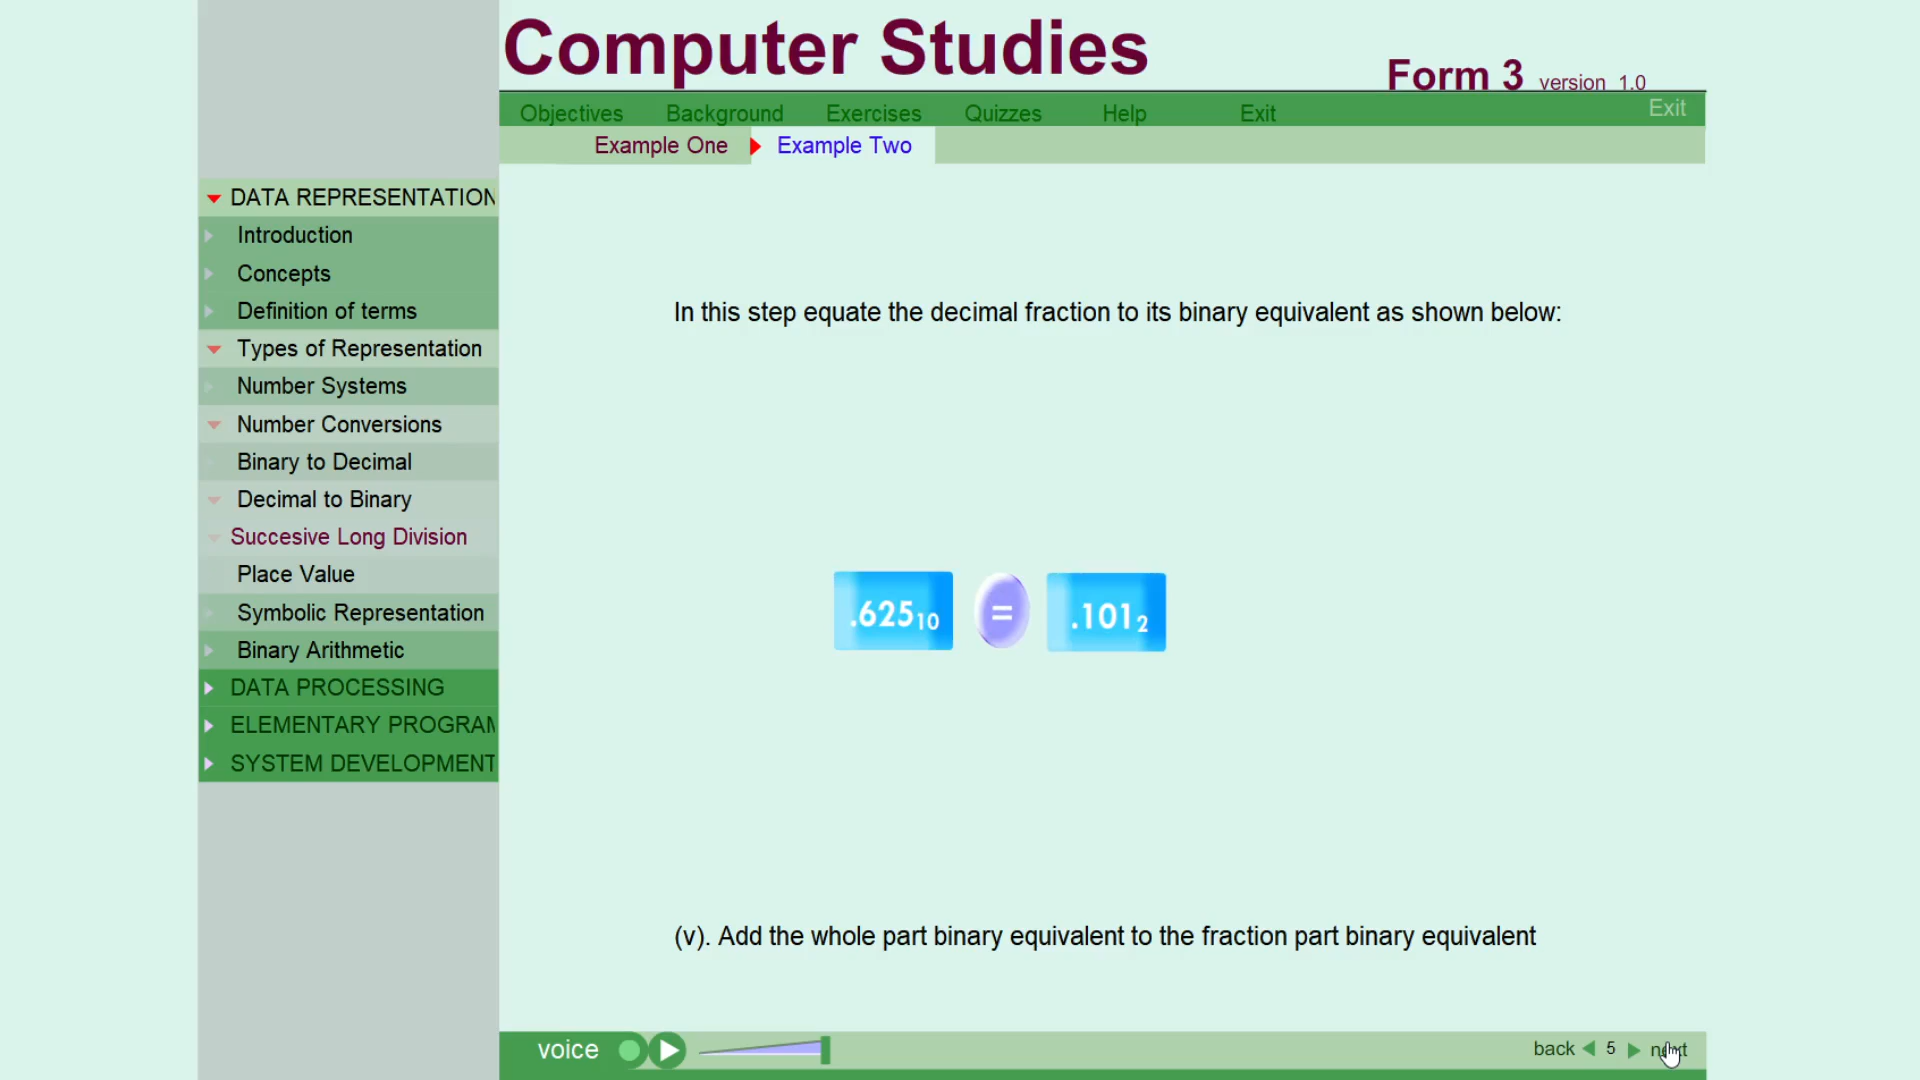 Computer Studies
Form 3 version 1.0
Objectives Background Exercises Quizzes Help Exit Exit
Example One Example Two
DATA REPRESENTATION
Introduction
Concepts
Definition of terms
Types of Representation
Number Systems
Number Conversions
Binary to Decimal
Decimal to Binary
Succesive Long Division
Place Value
Symbolic Representation
Binary Arithmetic
DATA PROCESSING
ELEMENTARY PROGRAM
SYSTEM DEVELOPMENT
In this step equate the decimal fraction to its binary equivalent as shown below:
.625₁₀ = .101₂
(v). Add the whole part binary equivalent to the fraction part binary equivalent
voice
back 5 next